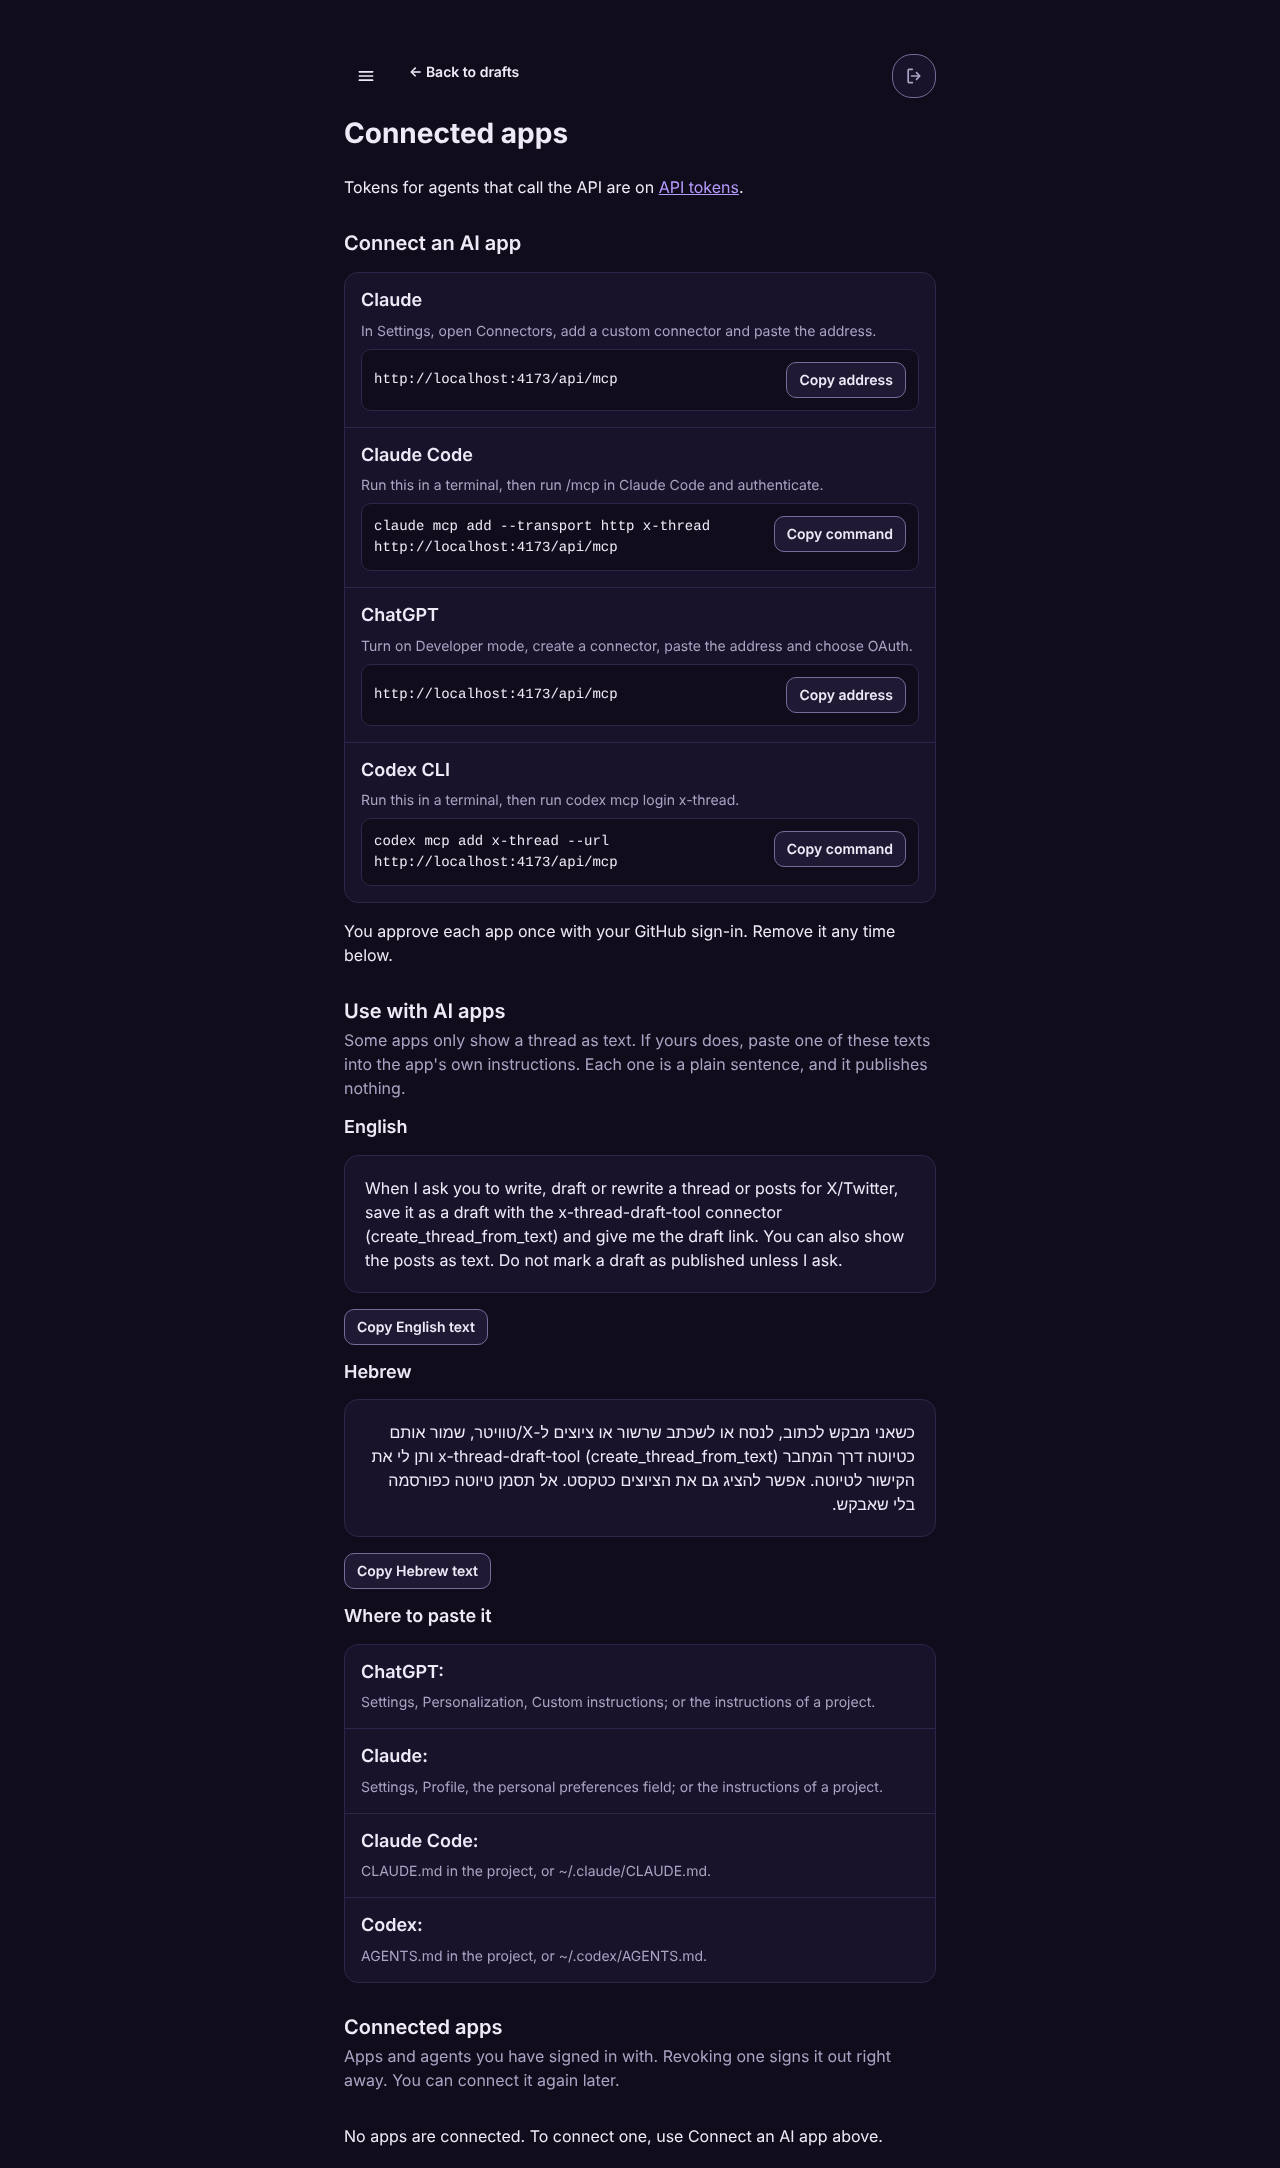 ← Back to drafts
Connected apps
Tokens for agents that call the API are on API tokens.
Connect an AI app
Claude
In Settings, open Connectors, add a custom connector and paste the address.
http://localhost:4173/api/mcp
Copy address
Claude Code
Run this in a terminal, then run /mcp in Claude Code and authenticate.
claude mcp add --transport http x-thread
http://localhost:4173/api/mcp
Copy command
ChatGPT
Turn on Developer mode, create a connector, paste the address and choose OAuth.
http://localhost:4173/api/mcp
Copy address
Codex CLI
Run this in a terminal, then run codex mcp login x-thread.
codex mcp add x-thread --url
http://localhost:4173/api/mcp
Copy command
You approve each app once with your GitHub sign-in. Remove it any time
below.
Use with AI apps
Some apps only show a thread as text. If yours does, paste one of these texts
into the app's own instructions. Each one is a plain sentence, and it publishes
nothing.
English
When I ask you to write, draft or rewrite a thread or posts for X/Twitter,
save it as a draft with the x-thread-draft-tool connector
(create_thread_from_text) and give me the draft link. You can also show
the posts as text. Do not mark a draft as published unless I ask.
Copy English text
Hebrew
כשאני מבקש לכתוב, לנסח או לשכתב שרשור או ציוצים ל-X/טוויטר, שמור אותם
כטיוטה דרך המחבר x-thread-draft-tool (create_thread_from_text) ותן לי את
הקישור לטיוטה. אפשר להציג גם את הציוצים כטקסט. אל תסמן טיוטה כפורסמה
בלי שאבקש.
Copy Hebrew text
Where to paste it
ChatGPT:
Settings, Personalization, Custom instructions; or the instructions of a project.
Claude:
Settings, Profile, the personal preferences field; or the instructions of a project.
Claude Code:
CLAUDE.md in the project, or ~/.claude/CLAUDE.md.
Codex:
AGENTS.md in the project, or ~/.codex/AGENTS.md.
Connected apps
Apps and agents you have signed in with. Revoking one signs it out right
away. You can connect it again later.
No apps are connected. To connect one, use Connect an AI app above.